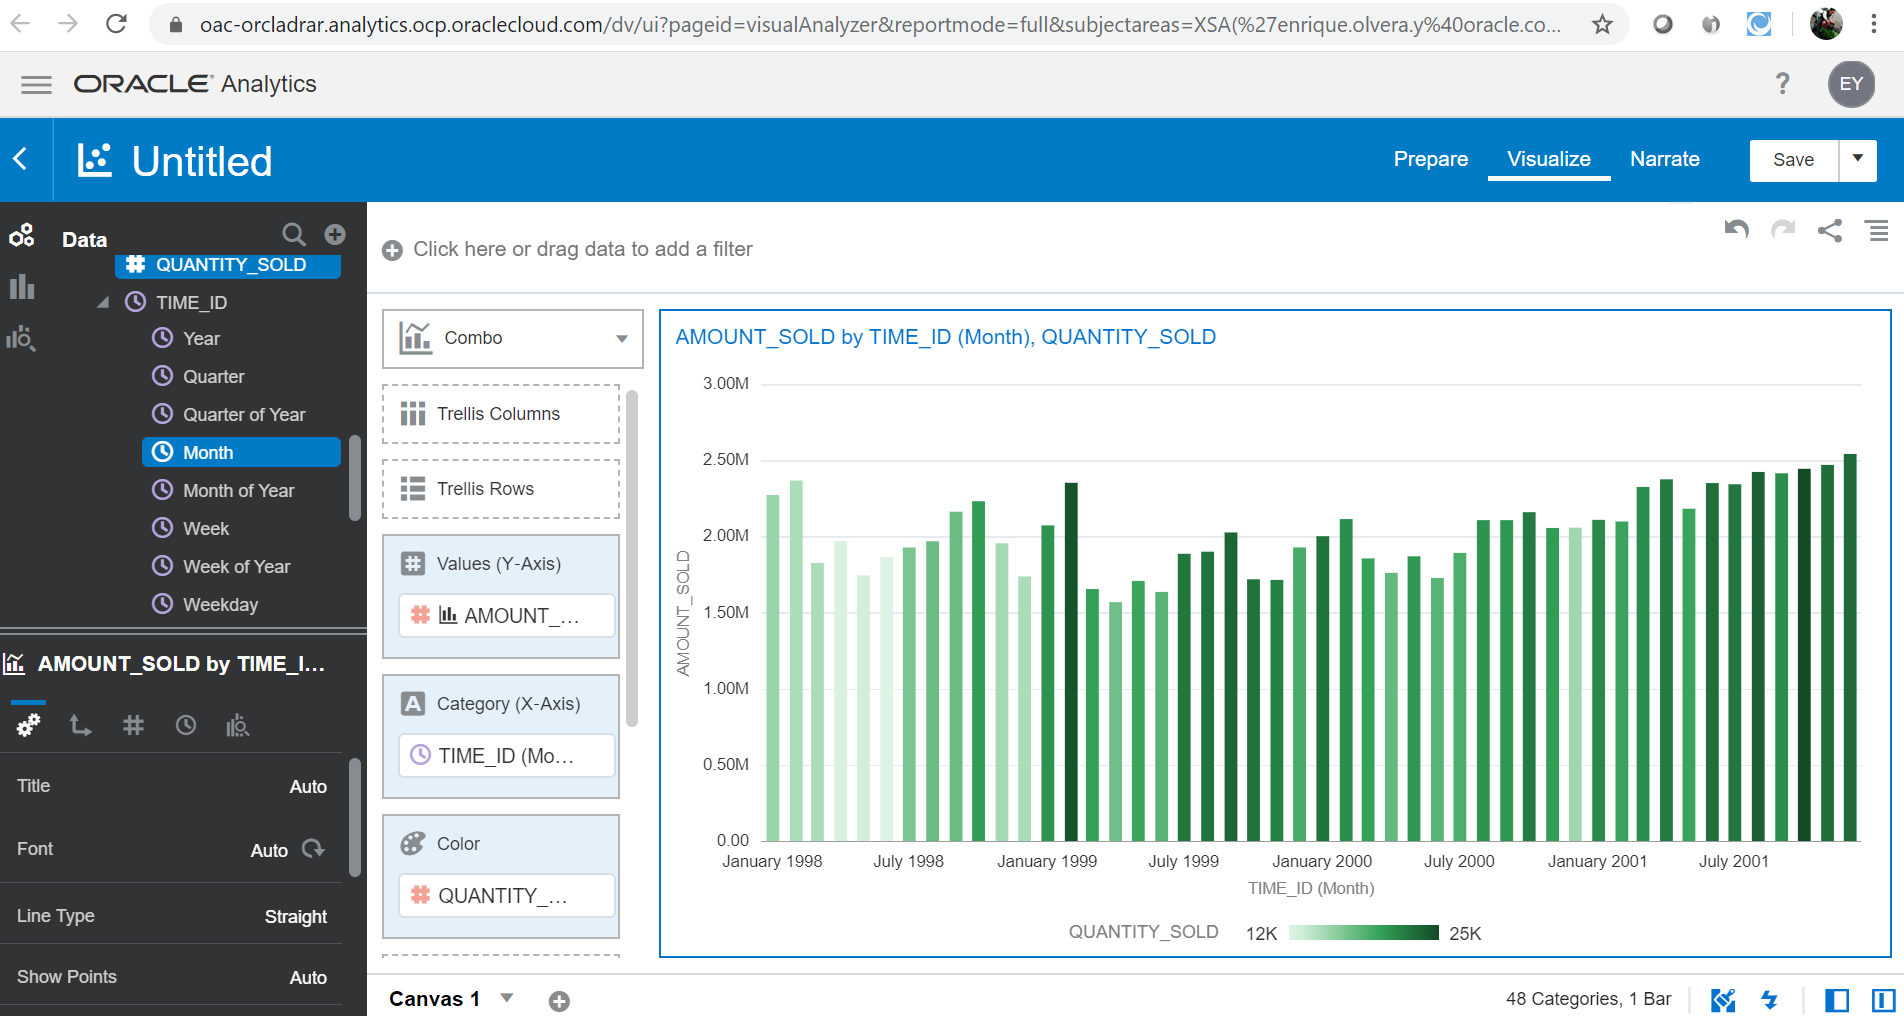 oac-orcladrar.analytics.ocp.oraclecloud.com/dv/ui?pageid=visualAnalyzer&reportmode=full&subjectareas=XSA(%27enrique.olvera.y%40oracle.co...
ORACLE Analytics
?
EY
Untitled
Prepare
Visualize
Narrate
Save
Data
QUANTITY_SOLD
TIME_ID
Year
Quarter
Quarter of Year
Month
Month of Year
Week
Week of Year
Weekday
AMOUNT_SOLD by TIME_I...
Title Auto
Font Auto
Line Type Straight
Show Points Auto
Click here or drag data to add a filter
Combo
Trellis Columns
Trellis Rows
Values (Y-Axis)
AMOUNT_...
Category (X-Axis)
TIME_ID (Mo...
Color
QUANTITY_...
AMOUNT_SOLD by TIME_ID (Month), QUANTITY_SOLD
3.00M
2.50M
2.00M
1.50M
1.00M
0.50M
0.00
AMOUNT_SOLD
January 1998
July 1998
January 1999
July 1999
January 2000
July 2000
January 2001
July 2001
TIME_ID (Month)
QUANTITY_SOLD 12K 25K
Canvas 1
48 Categories, 1 Bar